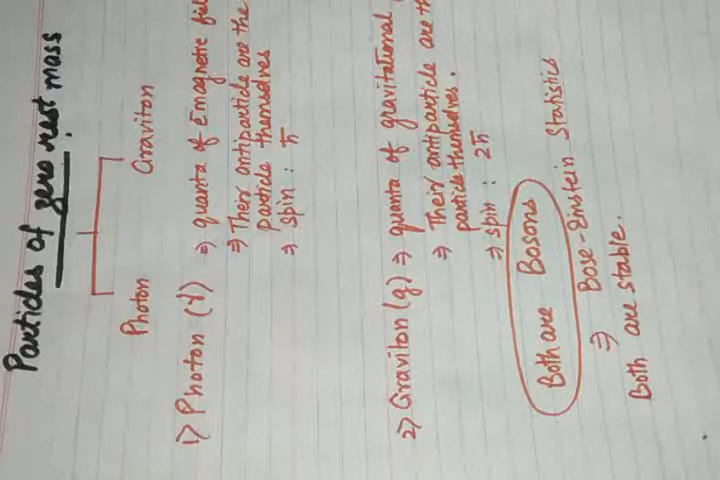 Particles of zero rest mass
Photon Graviton
1) Photon (γ) ⇒ quanta of Emagnetic
⇒ Their antiparticle are the
particle themselves
⇒ spin : ħ
2) Graviton (g) ⇒ quanta of gravitational
⇒ Their antiparticle are
particle themselves.
⇒ spin : 2ħ
Both are Bosons
⇒ Bose-Einstein Statistics
Both are stable.